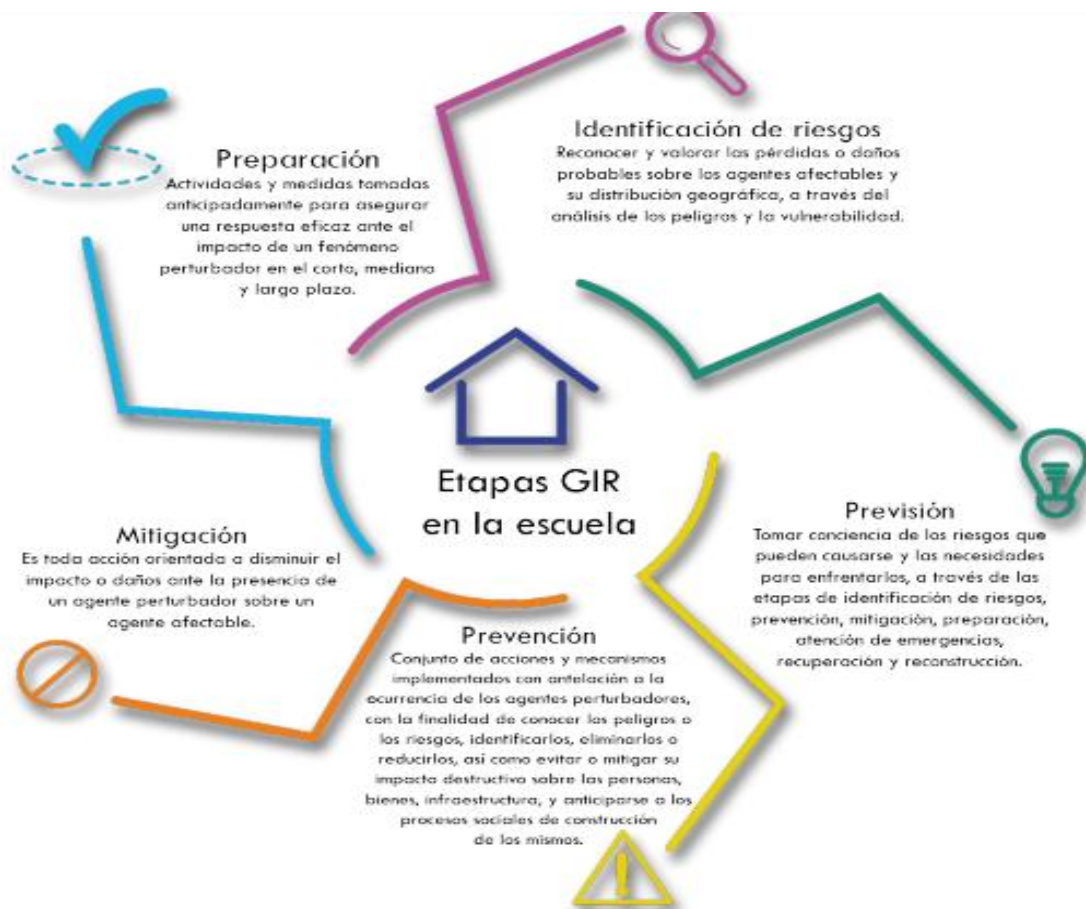 Preparación
Actividades y medidas tomadas
anticipadamente para asegurar
una respuesta eficaz ante el
impacto de un fenómeno
perturbador en el corto, mediano
y largo plazo.
Identificación de riesgos
Reconocer y valorar las pérdidas o daños
probables sobre los agentes afectables y
su distribución geográfica, a través del
análisis de los peligros y la vulnerabilidad.
Etapas GIR
en la escuela
Previsión
Tomar conciencia de los riesgos que
pueden causarse y las necesidades
para enfrentarlos, a través de las
etapas de identificación de riesgos,
prevención, mitigación, preparación,
atención de emergencias,
recuperación y reconstrucción.
Mitigación
Es toda acción orientada a disminuir el
impacto o daños ante la presencia de
un agente perturbador sobre un
agente afectable.
Prevención
Conjunto de acciones y mecanismos
implementados con antelación a la
ocurrencia de los agentes perturbadores,
con la finalidad de conocer los peligros o
los riesgos, identificarlos, eliminarlos o
reducirlos, así como evitar o mitigar su
impacto destructivo sobre las personas,
bienes, infraestructura, y anticiparse a los
procesos sociales de construcción
de los mismos.